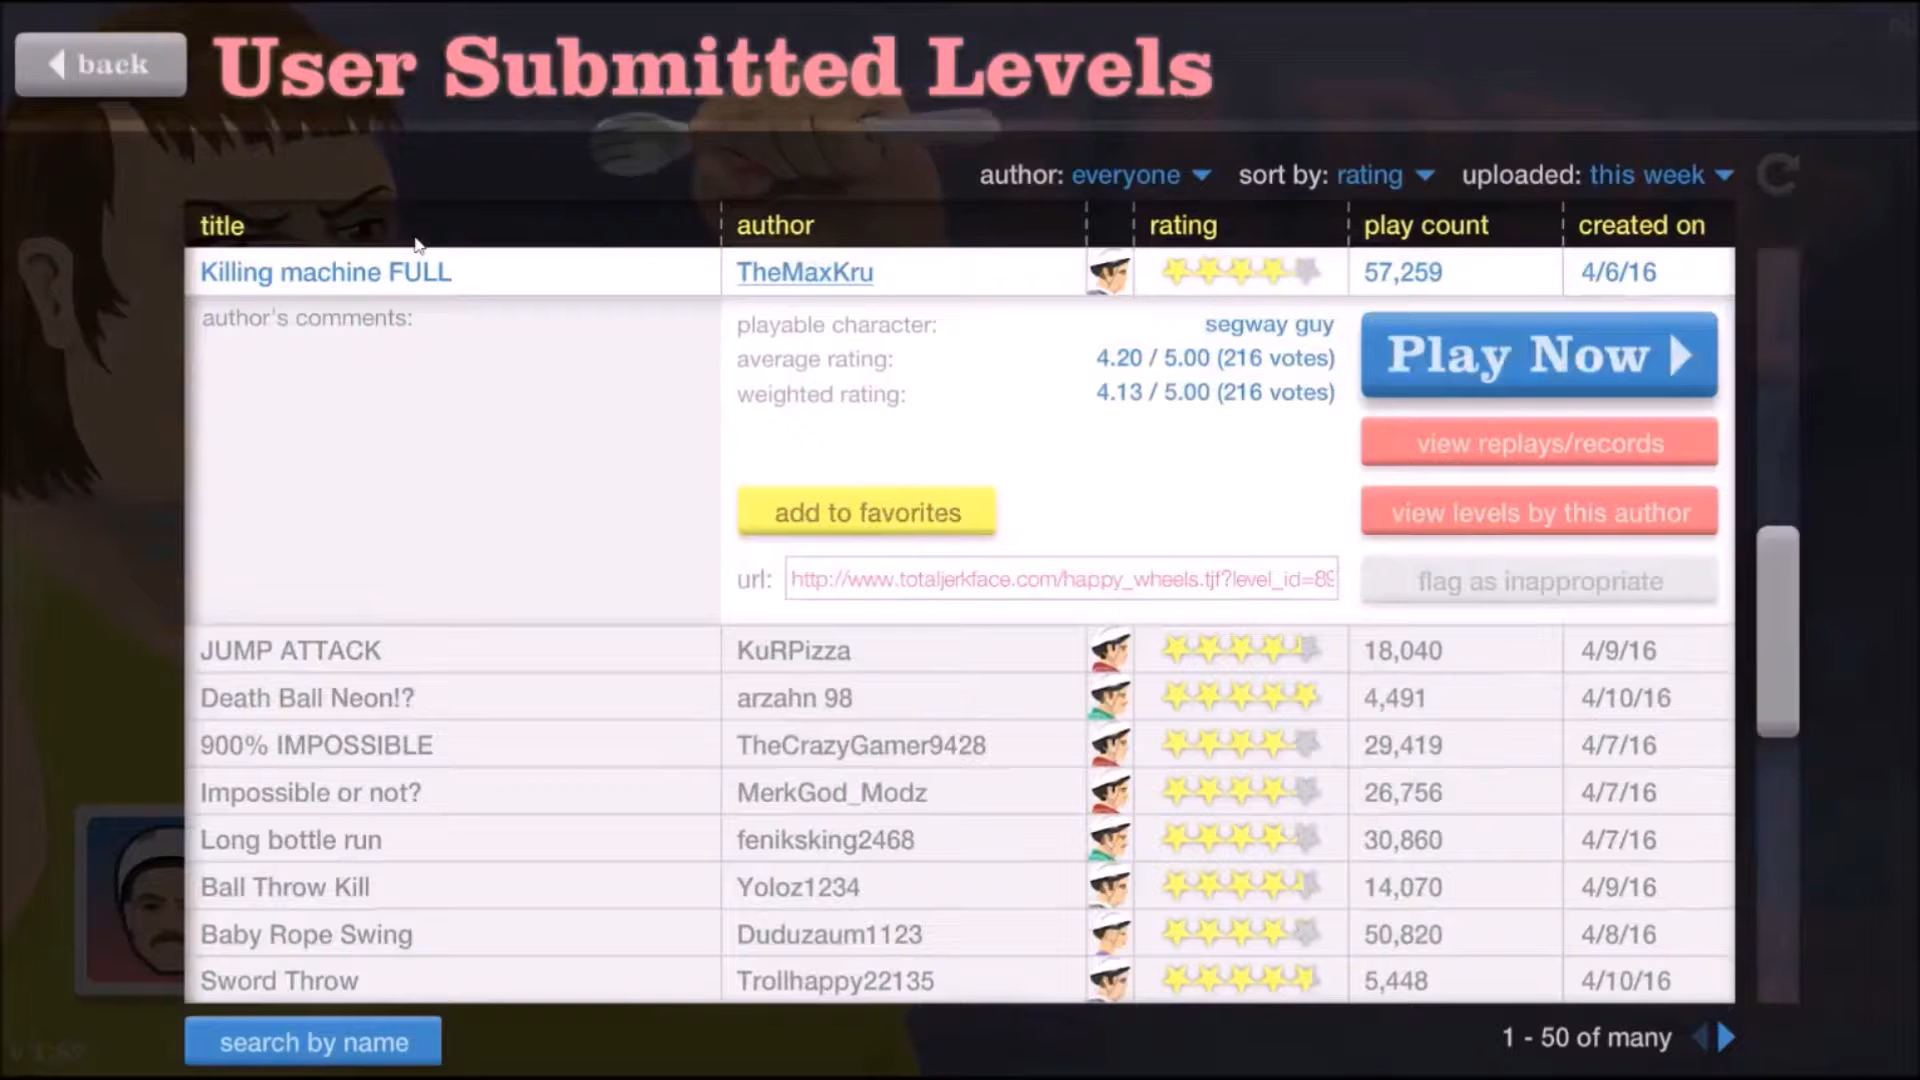 back
User Submitted Levels
author: everyone sort by: rating uploaded: this week
title author rating play count created on
Killing machine FULL TheMaxKru 57,259 4/6/16
author's comments:
playable character: segway guy
average rating: 4.20 / 5.00 (216 votes)
weighted rating: 4.13 / 5.00 (216 votes)
Play Now
view replays/records
add to favorites
view levels by this author
url: http://www.totaljerkface.com/happy_wheels.tjf?level_id=89
flag as inappropriate
JUMP ATTACK KuRPizza 18,040 4/9/16
Death Ball Neon!? arzahn 98 4,491 4/10/16
900% IMPOSSIBLE TheCrazyGamer9428 29,419 4/7/16
Impossible or not? MerkGod_Modz 26,756 4/7/16
Long bottle run feniksking2468 30,860 4/7/16
Ball Throw Kill Yoloz1234 14,070 4/9/16
Baby Rope Swing Duduzaum1123 50,820 4/8/16
Sword Throw Trollhappy22135 5,448 4/10/16
search by name
1 - 50 of many